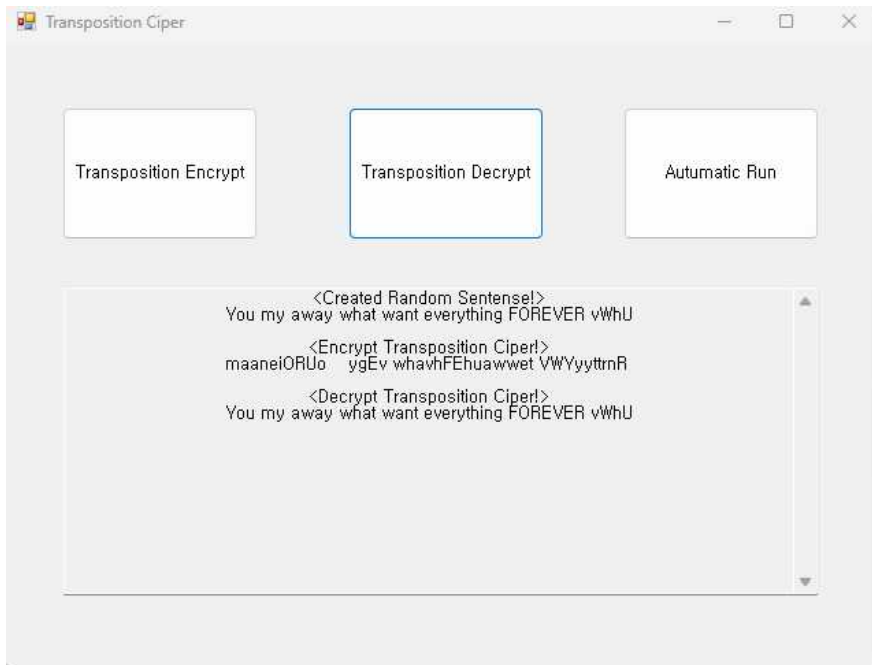 Transposition Ciper
Transposition Encrypt
Transposition Decrypt
Autumatic Run
<Created Random Sentense!>
You my away what want everything FOREVER vWhU
<Encrypt Transposition Ciper!>
maaneiORUo    ygEv whavhFEhuawwet VWYyyttrnR
<Decrypt Transposition Ciper!>
You my away what want everything FOREVER vWhU